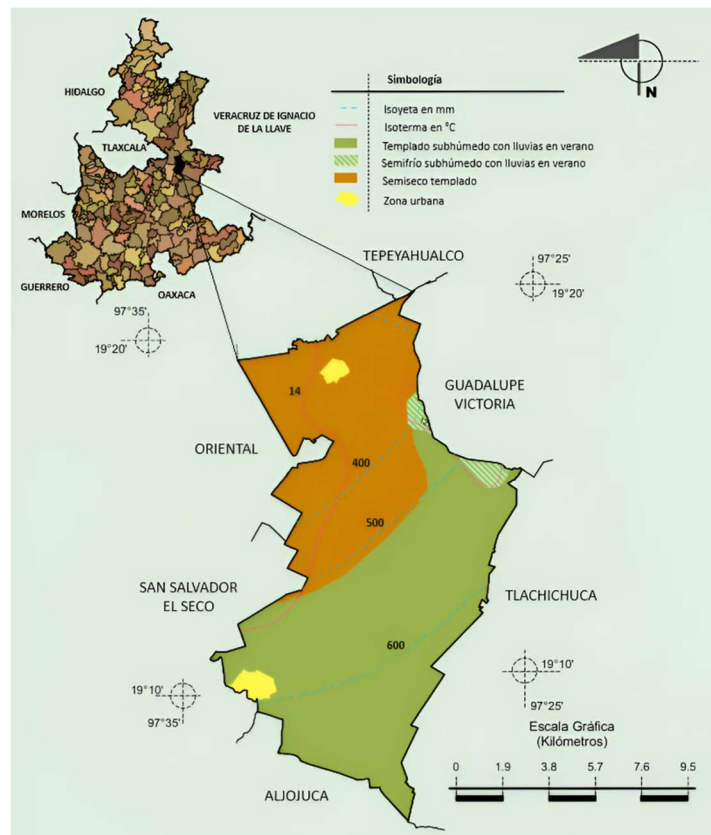 HIDALGO
VERACRUZ DE IGNACIO
DE LA LLAVE
TLAXCALA
MORELOS
GUERRERO
OAXACA
Simbología
Isoyeta en mm
Isoterma en °C
Templado subhúmedo con lluvias en verano
Semifrío subhúmedo con lluvias en verano
Semiseco templado
Zona urbana
N
TEPEYAHUALCO
97°25'
19°20'
97°35'
19°20'
GUADALUPE
VICTORIA
14
ORIENTAL
400
500
SAN SALVADOR
EL SECO
TLACHICHUCA
600
19°10'
97°35'
19°10'
97°25'
Escala Gráfica
(Kilómetros)
0 1.9 3.8 5.7 7.6 9.5
ALJOJUCA